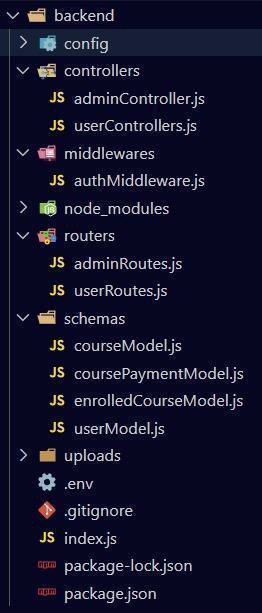 backend
config
controllers
JS adminController.js
JS userControllers.js
middlewares
JS authMiddleware.js
node_modules
routers
JS adminRoutes.js
JS userRoutes.js
schemas
JS courseModel.js
JS coursePaymentModel.js
JS enrolledCourseModel.js
JS userModel.js
uploads
.env
.gitignore
JS index.js
package-lock.json
package.json